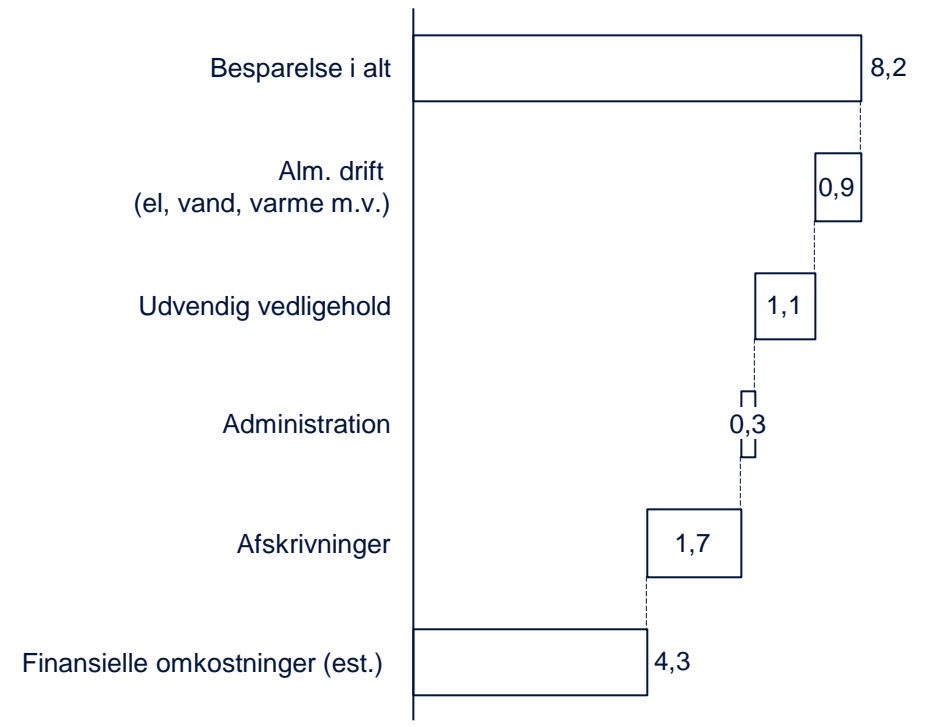 Besparelse i alt
8,2
Alm. drift
(el, vand, varme m.v.)
0,9
Udvendig vedligehold
1,1
Administration
0,3
Afskrivninger
1,7
Finansielle omkostninger (est.)
4,3